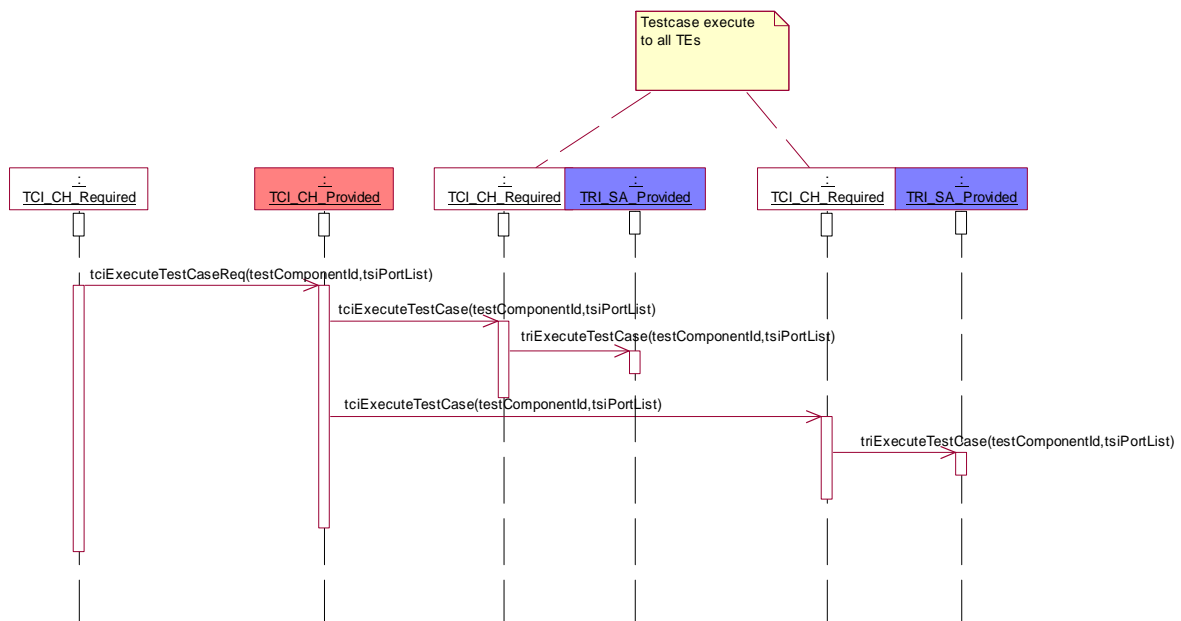 Testcase execute
to all TEs
:
TCI_CH_Required
:
TCI_CH_Provided
:
TCI_CH_Required
:
TRI_SA_Provided
:
TCI_CH_Required
:
TRI_SA_Provided
tciExecuteTestCaseReq(testComponentId,tsiPortList)
tciExecuteTestCase(testComponentId,tsiPortList)
triExecuteTestCase(testComponentId,tsiPortList)
tciExecuteTestCase(testComponentId,tsiPortList)
triExecuteTestCase(testComponentId,tsiPortList)